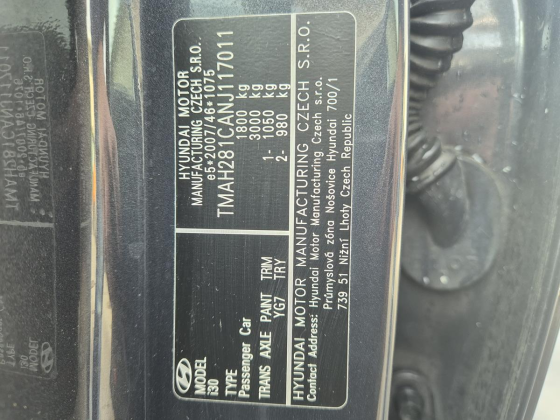 HYUNDAI MOTOR
MANUFACTURING CZECH S.R.O.
e5*2007/46*1075
TMAH281CANJ117011
1800 kg
3000 kg
1- 1050 kg
2- 980 kg
MODEL
i30
TYPE
Passenger Car
TRANS AXLE PAINT TRIM
YG7 TRY
HYUNDAI MOTOR MANUFACTURING CZECH S.R.O.
Contact Address: Hyundai Motor Manufacturing Czech s.r.o.
Průmyslová zóna Nošovice Hyundai 700/1
739 51 Nižní Lhoty Czech Republic